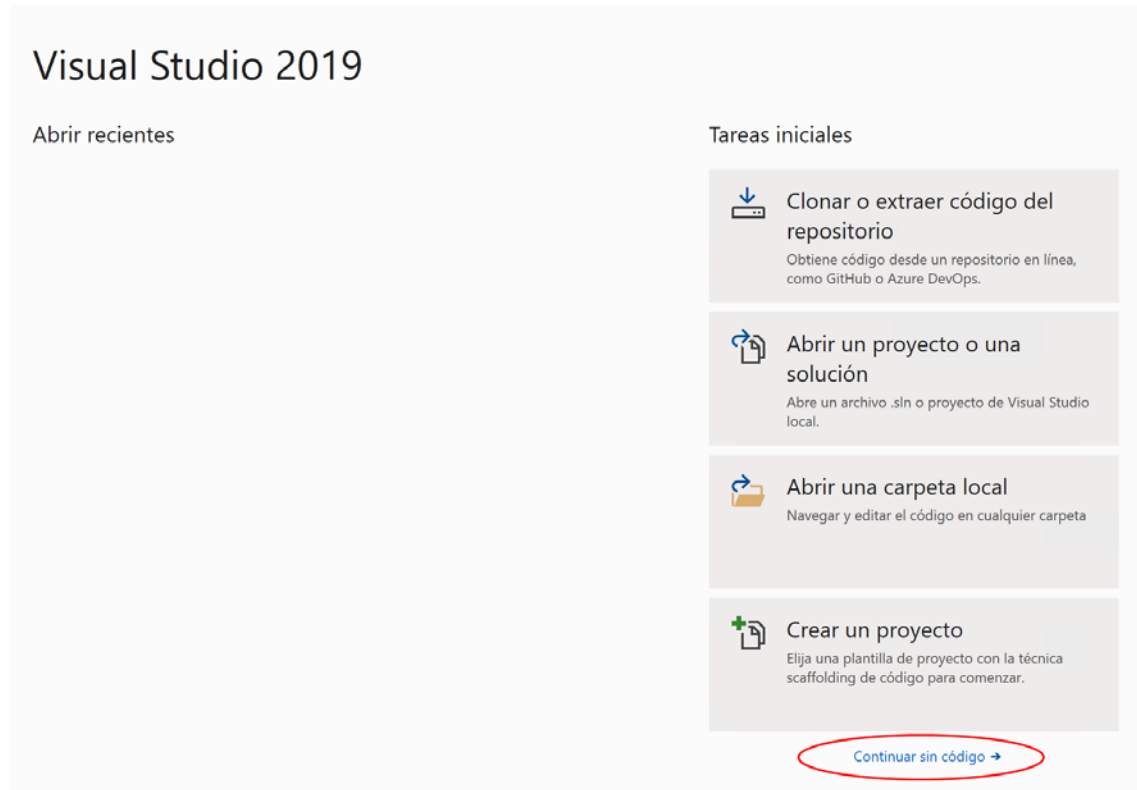 Visual Studio 2019
Abrir recientes
Tareas iniciales
Clonar o extraer código del
repositorio
Obtiene código desde un repositorio en línea,
como GitHub o Azure DevOps.
Abrir un proyecto o una
solución
Abre un archivo .sln o proyecto de Visual Studio
local.
Abrir una carpeta local
Navegar y editar el código en cualquier carpeta
Crear un proyecto
Elija una plantilla de proyecto con la técnica
scaffolding de código para comenzar.
Continuar sin código →